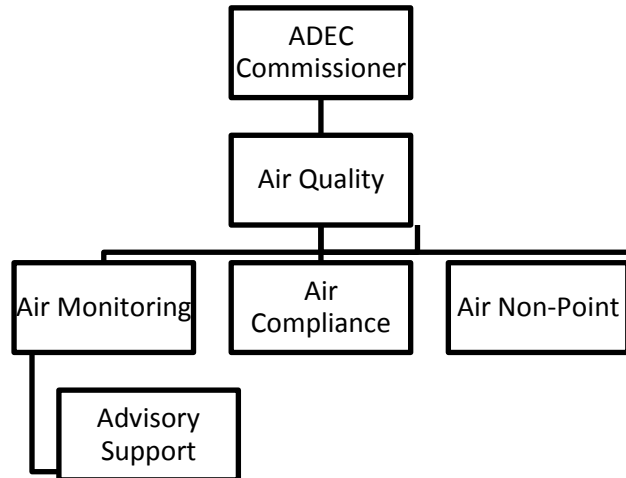 ADEC
Commissioner
Air Quality
Air Monitoring
Air
Compliance
Air Non-Point
Advisory
Support